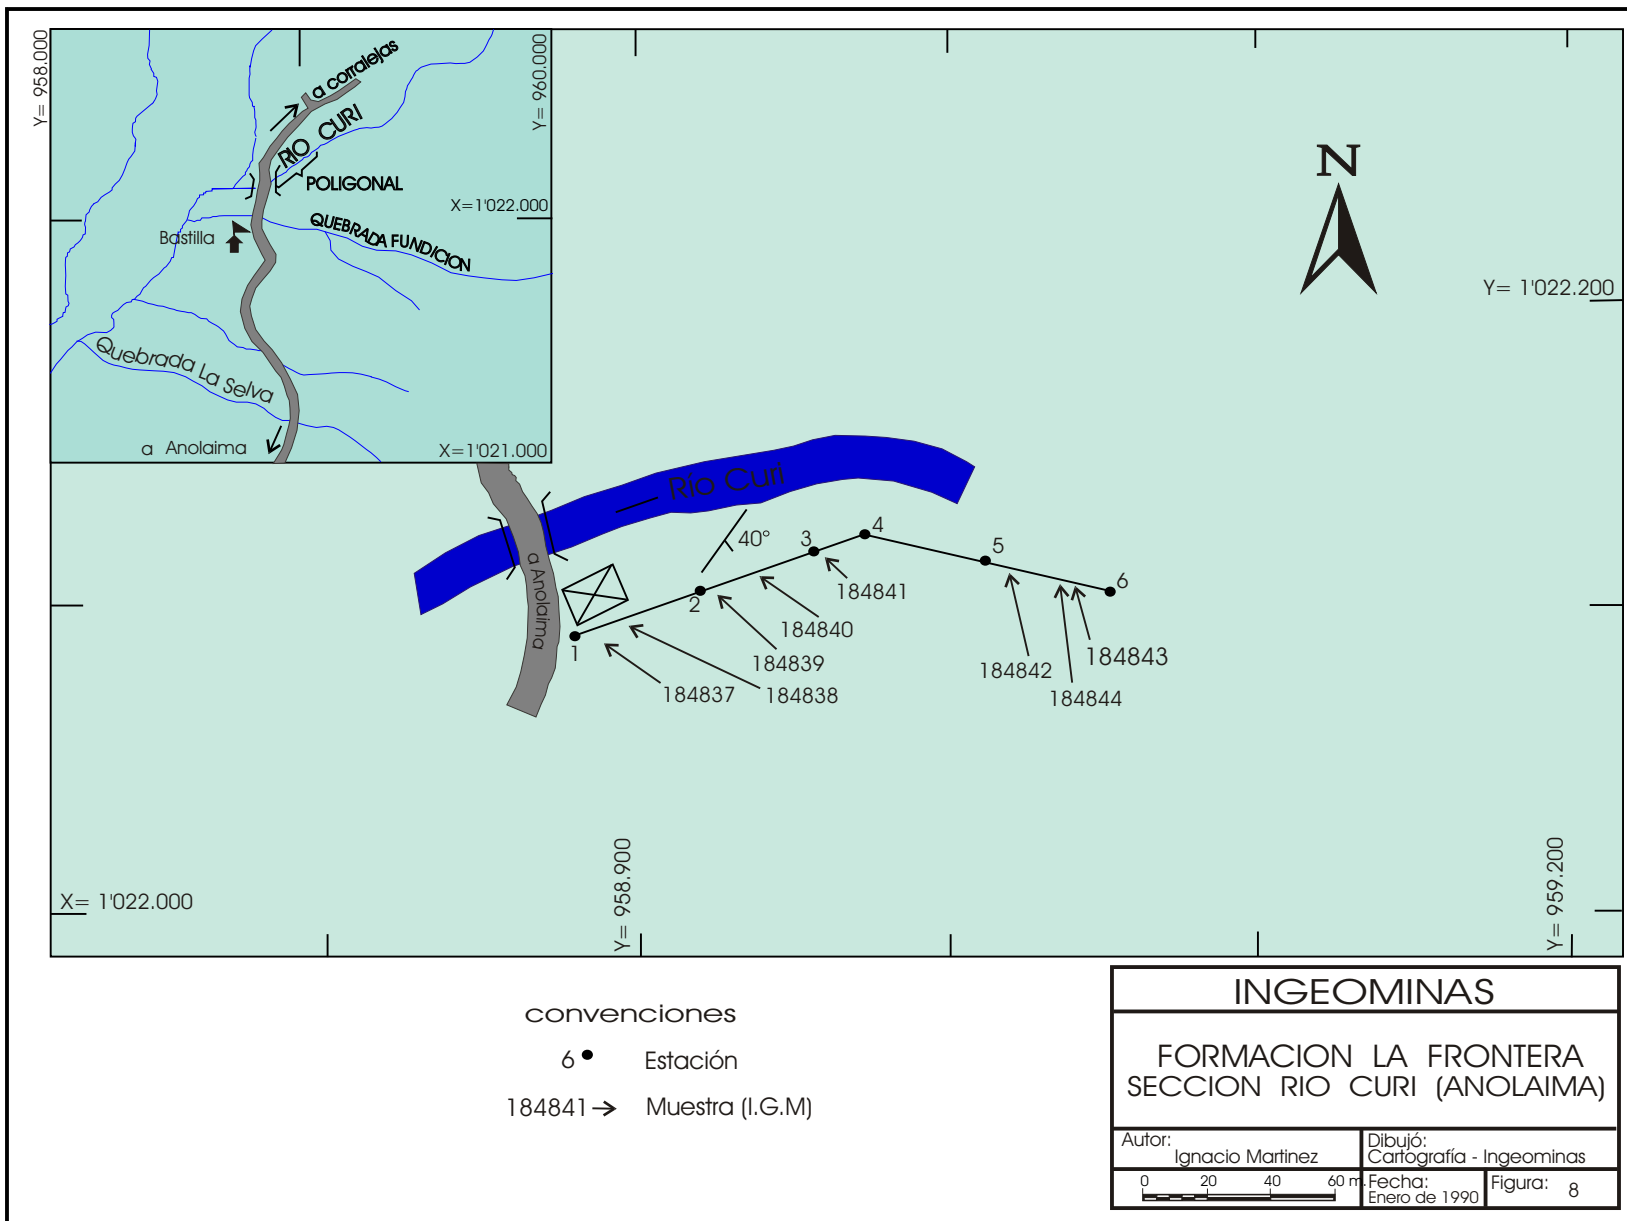 Y= 958.000
Y= 960.000
a corralejas
RIO CURI
POLIGONAL
X=1'022.000
QUEBRADA FUNDICION
Bastilla
Quebrada La Selva
a Anolaima
X=1'021.000
N
Y= 1'022.200
Río Curi
a Anolaima
40°
1
2
3
4
5
6
184837
184838
184839
184840
184841
184842
184844
184843
X= 1'022.000
Y= 958.900
Y= 959.200
convenciones
6 Estación
184841 Muestra (I.G.M)
INGEOMINAS
FORMACION LA FRONTERA
SECCION RIO CURI (ANOLAIMA)
Autor:
Ignacio Martinez
Dibujó:
Cartografía - Ingeominas
0 20 40 60 m.
Fecha:
Enero de 1990
Figura: 8